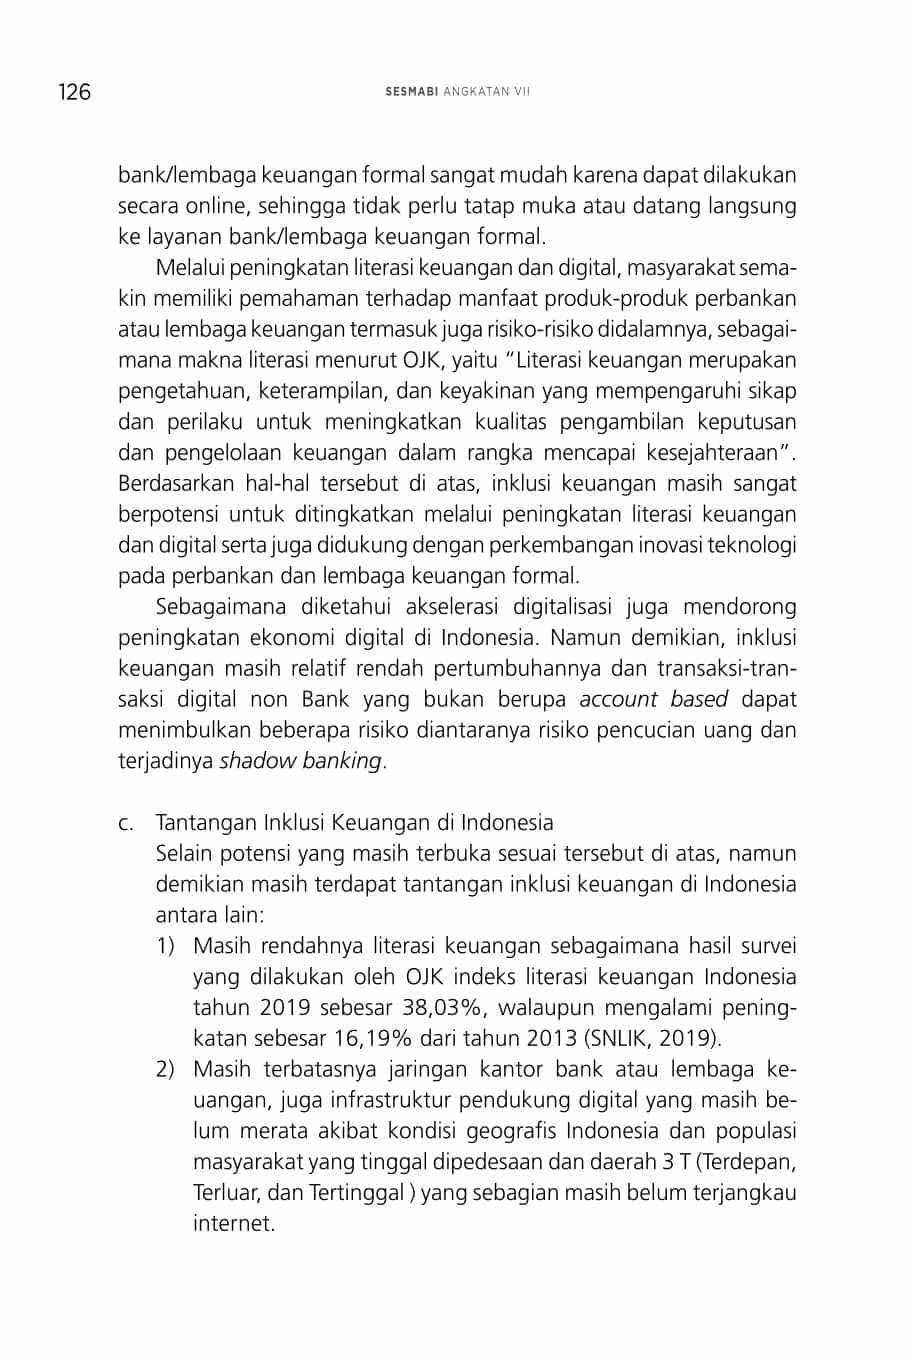 126
SESMABI ANGKATAN VII
bank/lembaga keuangan formal sangat mudah karena dapat dilakukan
secara online, sehingga tidak perlu tatap muka atau datang langsung
ke layanan bank/lembaga keuangan formal.
Melalui peningkatan literasi keuangan dan digital, masyarakat sema-
kin memiliki pemahaman terhadap manfaat produk-produk perbankan
atau lembaga keuangan termasuk juga risiko-risiko didalamnya, sebagai-
mana makna literasi menurut OJK, yaitu “Literasi keuangan merupakan
pengetahuan, keterampilan, dan keyakinan yang mempengaruhi sikap
dan perilaku untuk meningkatkan kualitas pengambilan keputusan
dan pengelolaan keuangan dalam rangka mencapai kesejahteraan”.
Berdasarkan hal-hal tersebut di atas, inklusi keuangan masih sangat
berpotensi untuk ditingkatkan melalui peningkatan literasi keuangan
dan digital serta juga didukung dengan perkembangan inovasi teknologi
pada perbankan dan lembaga keuangan formal.
Sebagaimana diketahui akselerasi digitalisasi juga mendorong
peningkatan ekonomi digital di Indonesia. Namun demikian, inklusi
keuangan masih relatif rendah pertumbuhannya dan transaksi-tran-
saksi digital non Bank yang bukan berupa account based dapat
menimbulkan beberapa risiko diantaranya risiko pencucian uang dan
terjadinya shadow banking.
c. Tantangan Inklusi Keuangan di Indonesia
Selain potensi yang masih terbuka sesuai tersebut di atas, namun
demikian masih terdapat tantangan inklusi keuangan di Indonesia
antara lain:
1) Masih rendahnya literasi keuangan sebagaimana hasil survei
yang dilakukan oleh OJK indeks literasi keuangan Indonesia
tahun 2019 sebesar 38,03%, walaupun mengalami pening-
katan sebesar 16,19% dari tahun 2013 (SNLIK, 2019).
2) Masih terbatasnya jaringan kantor bank atau lembaga ke-
uangan, juga infrastruktur pendukung digital yang masih be-
lum merata akibat kondisi geografis Indonesia dan populasi
masyarakat yang tinggal dipedesaan dan daerah 3 T (Terdepan,
Terluar, dan Tertinggal ) yang sebagian masih belum terjangkau
internet.